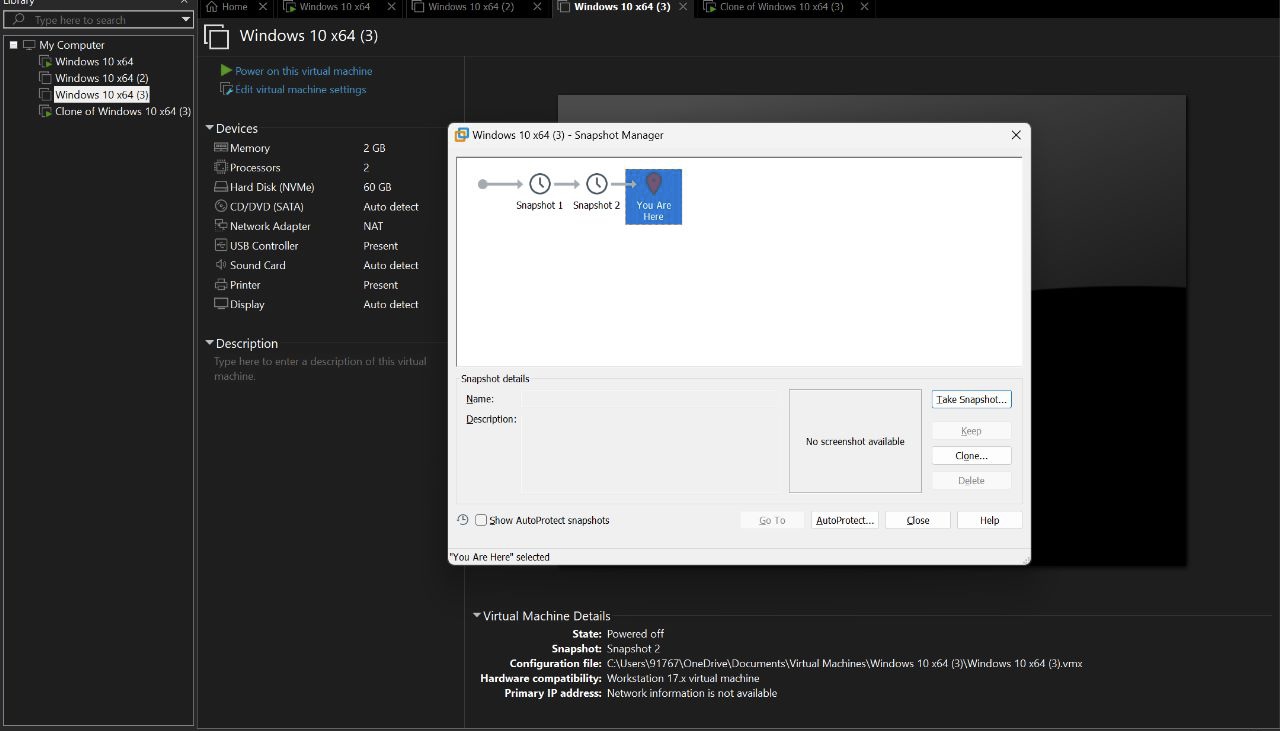 Library
Type here to search
My Computer
Windows 10 x64
Windows 10 x64 (2)
Windows 10 x64 (3)
Clone of Windows 10 x64 (3)
Home
Windows 10 x64
Windows 10 x64 (2)
Windows 10 x64 (3)
Clone of Windows 10 x64 (3)
Windows 10 x64 (3)
Power on this virtual machine
Edit virtual machine settings
Devices
Memory 2 GB
Processors 2
Hard Disk (NVMe) 60 GB
CD/DVD (SATA) Auto detect
Network Adapter NAT
USB Controller Present
Sound Card Auto detect
Printer Present
Display Auto detect
Description
Type here to enter a description of this virtual
machine.
Windows 10 x64 (3) - Snapshot Manager
Snapshot 1 Snapshot 2 You Are
Here
Snapshot details
Name:
Description:
No screenshot available
Take Snapshot...
Keep
Clone...
Delete
Show AutoProtect snapshots
Go To AutoProtect... Close Help
"You Are Here" selected
Virtual Machine Details
State: Powered off
Snapshot: Snapshot 2
Configuration file: C:\Users\91767\OneDrive\Documents\Virtual Machines\Windows 10 x64 (3)\Windows 10 x64 (3).vmx
Hardware compatibility: Workstation 17.x virtual machine
Primary IP address: Network information is not available